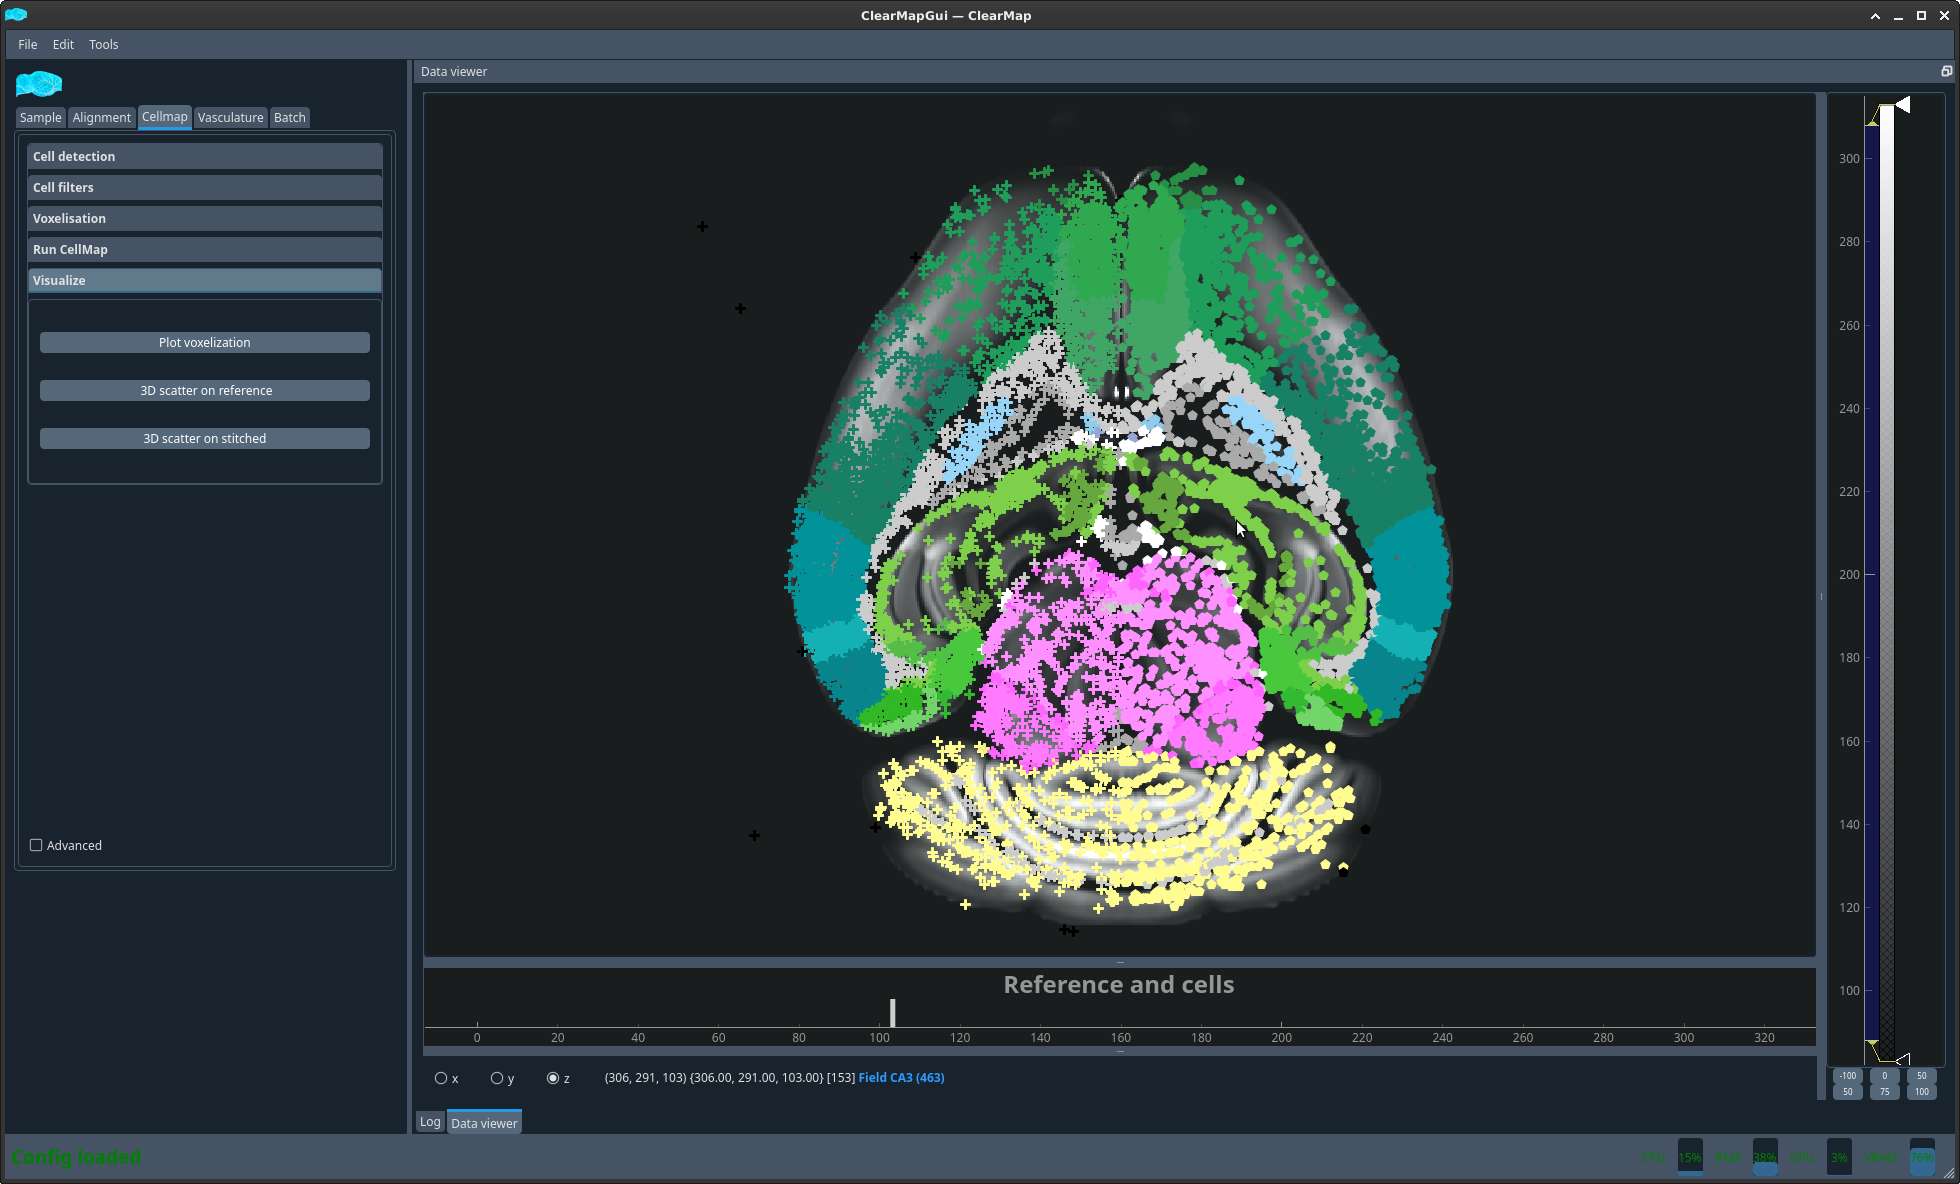 ClearMapGui — ClearMap
File Edit Tools
Data viewer
Sample Alignment Cellmap Vasculature Batch
Cell detection
Cell filters
Voxelisation
Run CellMap
Visualize
Plot voxelization
3D scatter on reference
3D scatter on stitched
Advanced
300
280
260
240
220
200
180
160
140
120
100
Reference and cells
0 20 40 60 80 100 120 140 160 180 200 220 240 260 280 300 320
x y z (306, 291, 103) {306.00, 291.00, 103.00} [153] Field CA3 (463)
-100 0 50
50 75 100
Log Data viewer
Config loaded
CPU 15% RAM 38% GPU 3% VRAM 76%